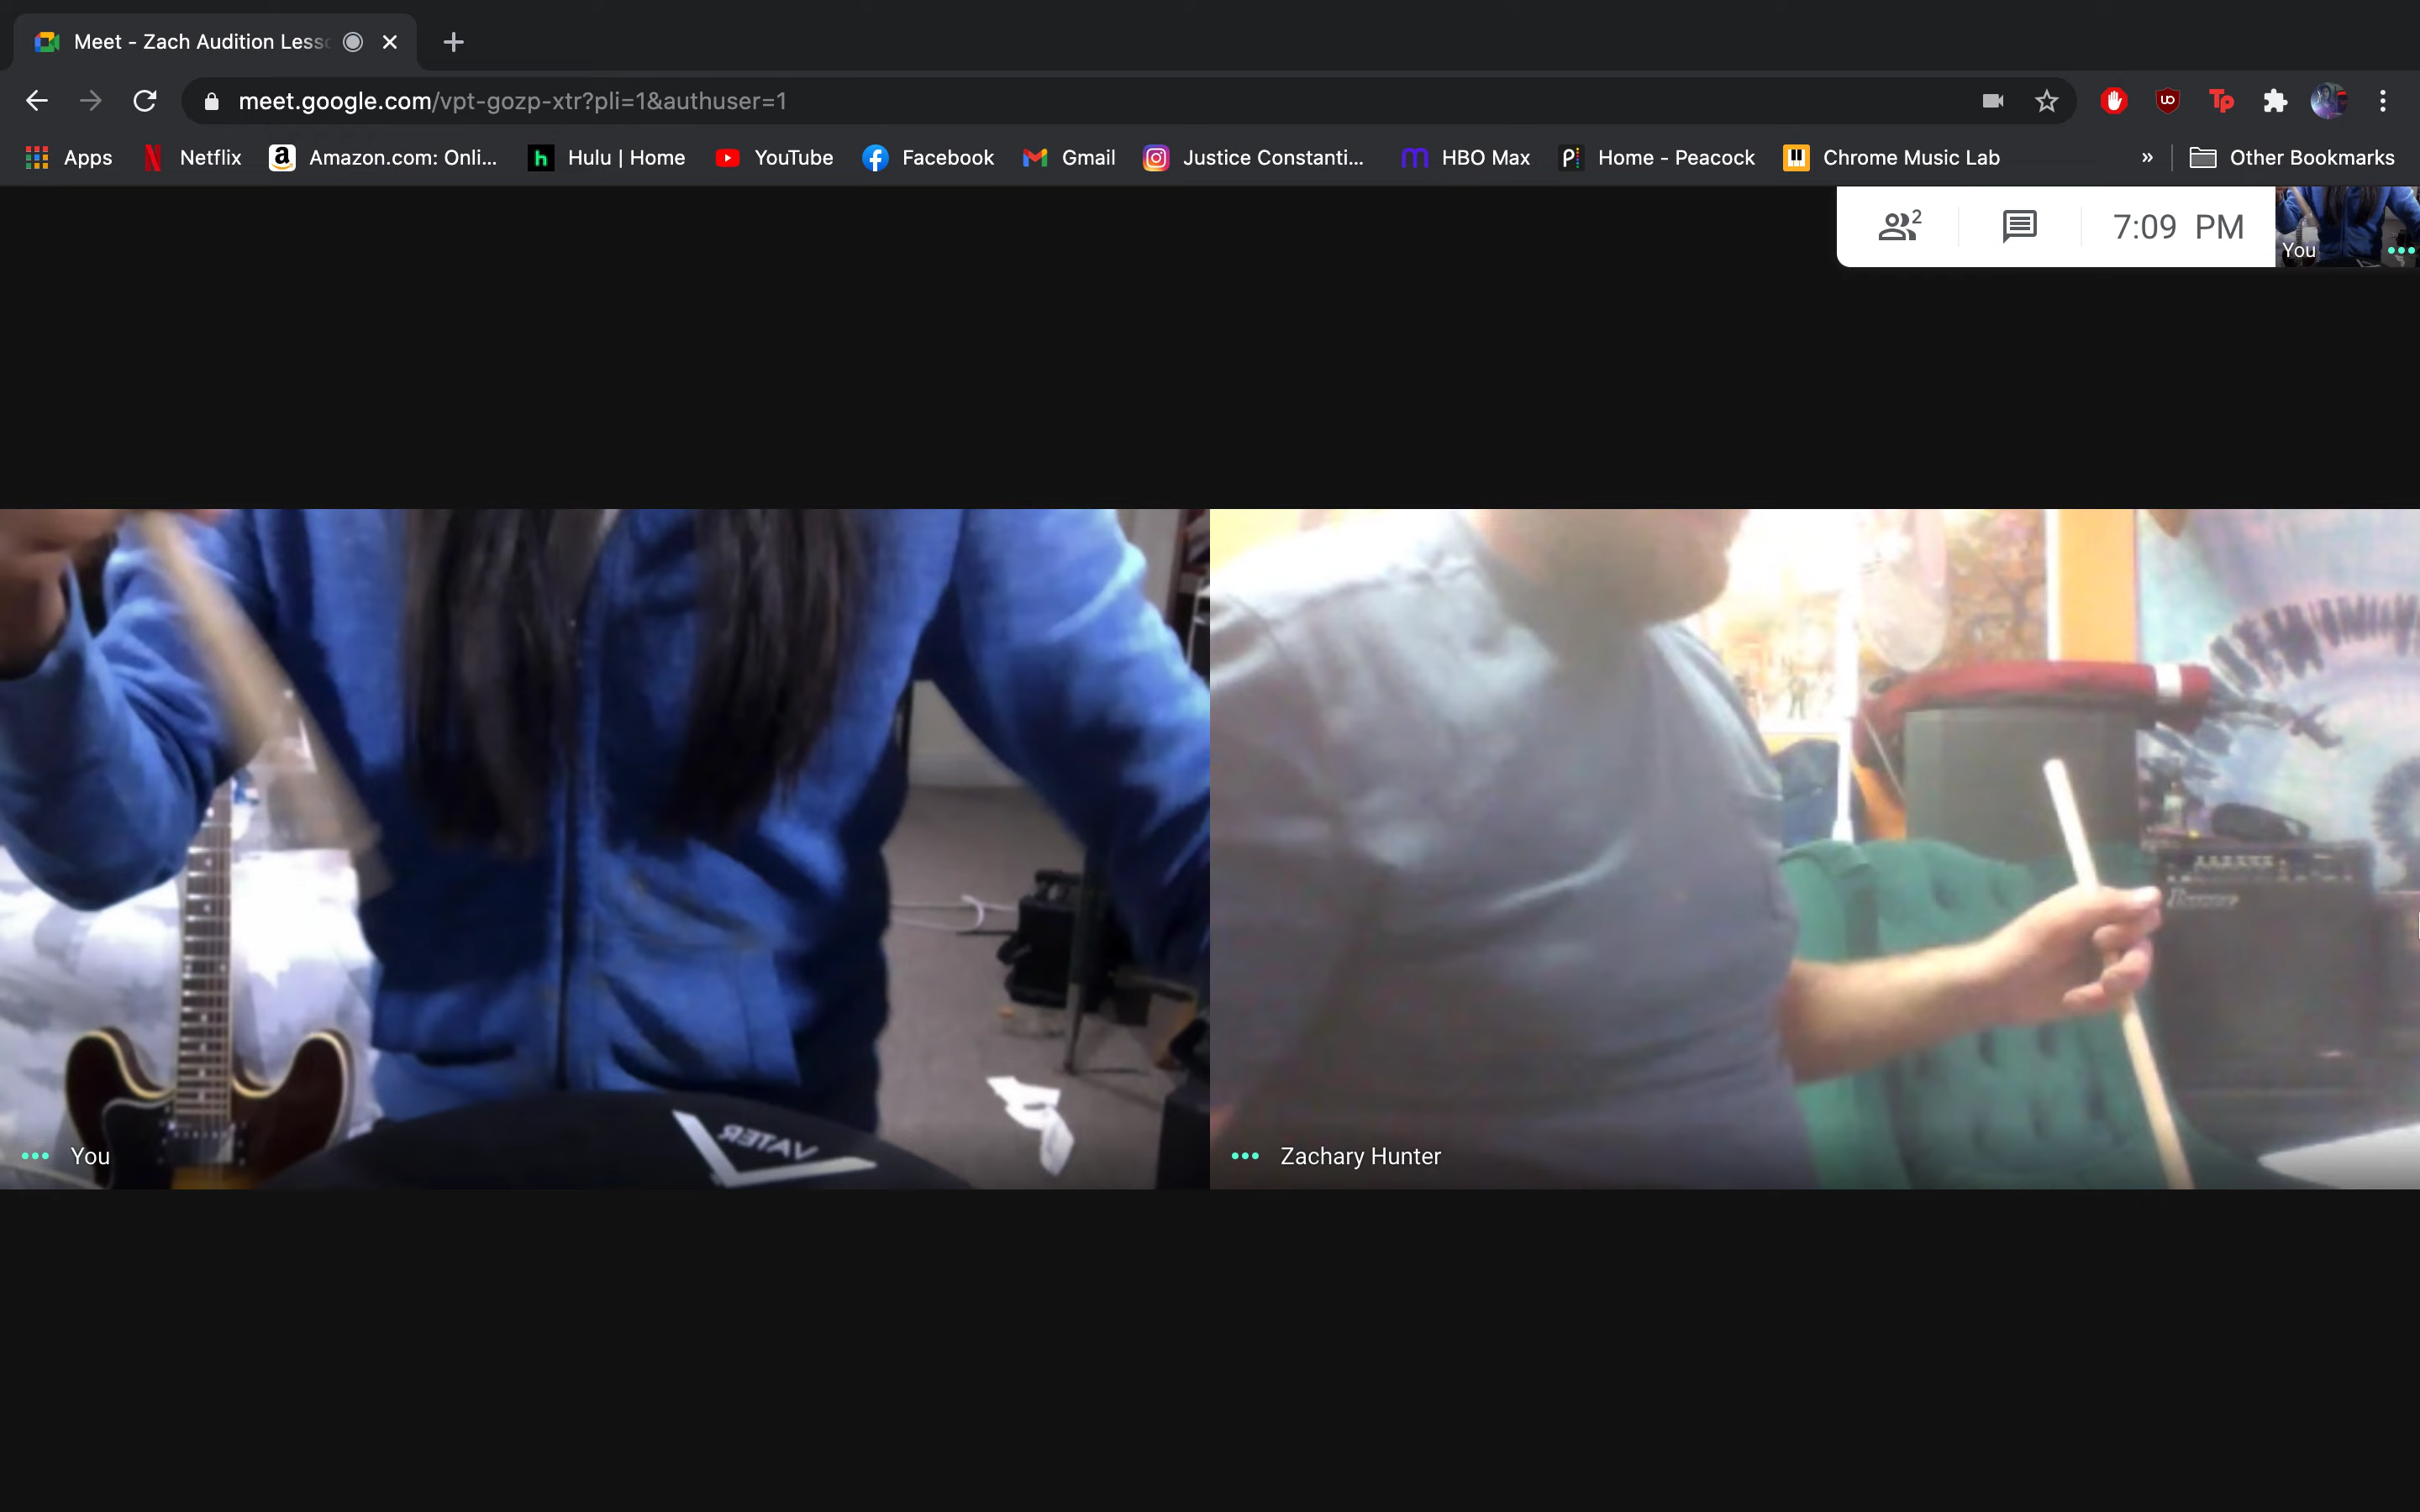 Meet - Zach Audition Less
meet.google.com/vpt-gozp-xtr?pli=1&authuser=1
Apps Netflix Amazon.com: Onli... Hulu | Home YouTube Facebook Gmail Justice Constanti... HBO Max Home - Peacock Chrome Music Lab » Other Bookmarks
2 7:09 PM
You
Ibanez
VATER
You
Zachary Hunter